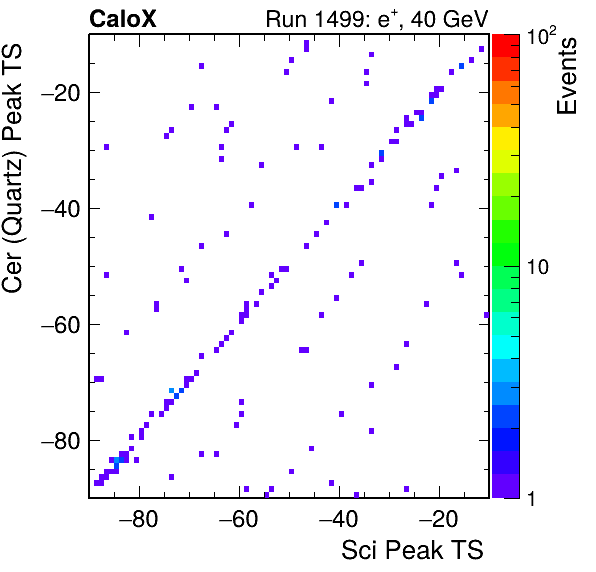 CaloX Run 1499: e⁺, 40 GeV
Cer (Quartz) Peak TS
−20
−40
−60
−80
−80 −60 −40 −20
Sci Peak TS
10²
10
1
Events